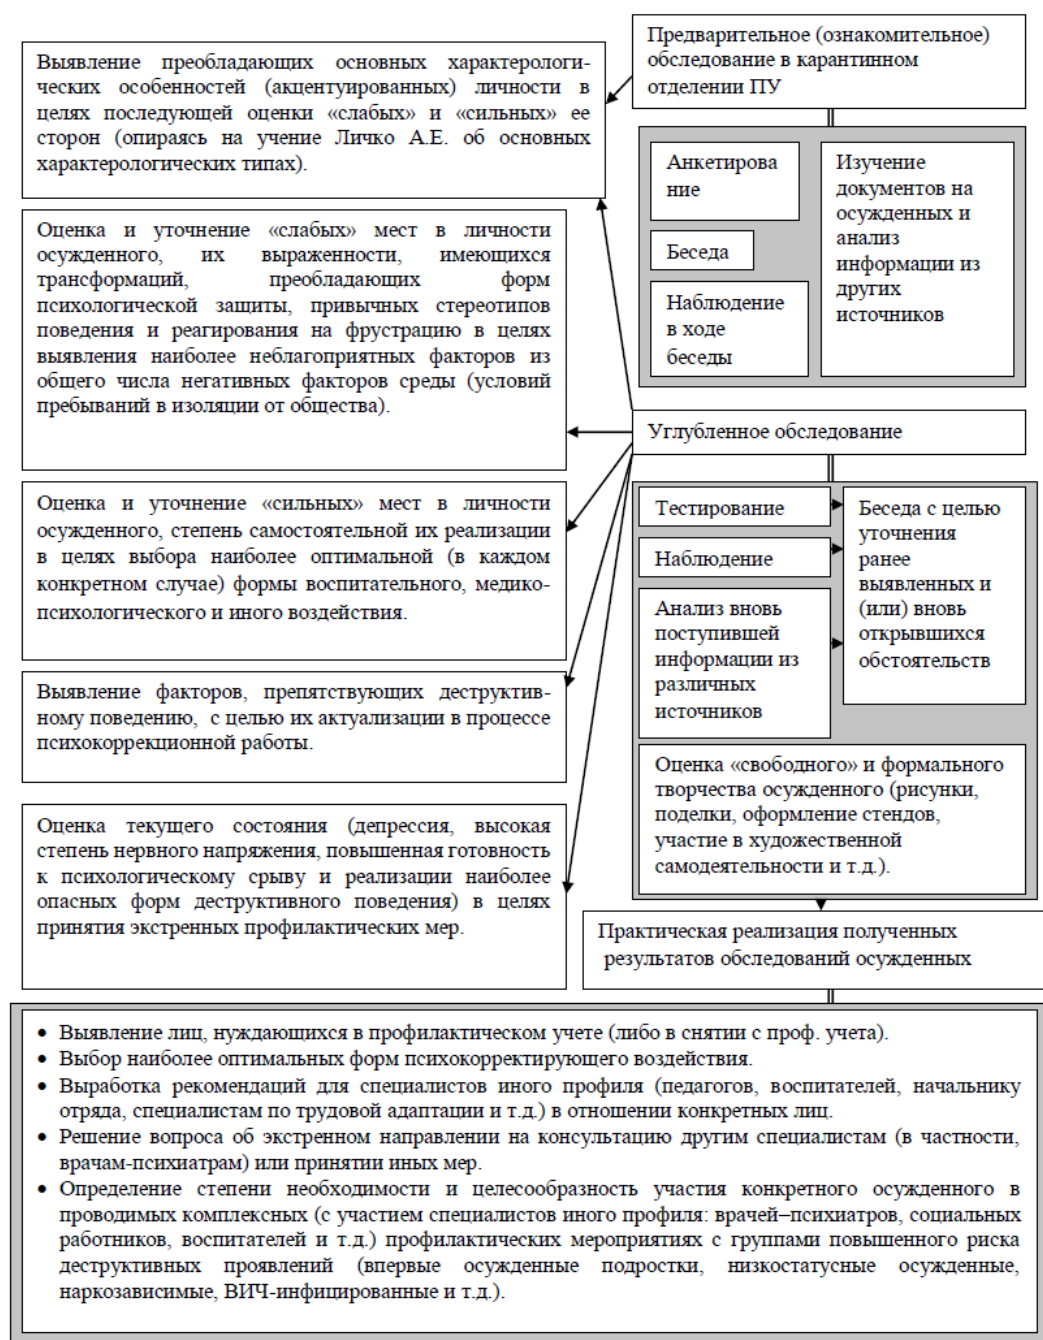 Предварительное (ознакомительное)
обследование в карантинном
отделении ПУ
Выявление преобладающих основных характерологи-
ческих особенностей (акцентуированных) личности в
целях последующей оценки «слабых» и «сильных» ее
сторон (опираясь на учение Личко А.Е. об основных
характерологических типах).
Анкетирова
ние
Беседа
Наблюдение
в ходе
беседы
Изучение
документов на
осужденных и
анализ
информации из
других
источников
Оценка и уточнение «слабых» мест в личности
осужденного, их выраженности, имеющихся
трансформаций, преобладающих форм
психологической защиты, привычных стереотипов
поведения и реагирования на фрустрацию в целях
выявления наиболее неблагоприятных факторов из
общего числа негативных факторов среды (условий
пребываний в изоляции от общества).
Углубленное обследование
Оценка и уточнение «сильных» мест в личности
осужденного, степень самостоятельной их реализации
в целях выбора наиболее оптимальной (в каждом
конкретном случае) формы воспитательного, медико-
психологического и иного воздействия.
Тестирование
Наблюдение
Анализ вновь
поступившей
информации из
различных
источников
Беседа с целью
уточнения
ранее
выявленных и
(или) вновь
открывшихся
обстоятельств
Выявление факторов, препятствующих деструктив-
ному поведению, с целью их актуализации в процессе
психокоррекционной работы.
Оценка «свободного» и формального
творчества осужденного (рисунки,
поделки, оформление стендов,
участие в художественной
самодеятельности и т.д.).
Оценка текущего состояния (депрессия, высокая
степень нервного напряжения, повышенная готовность
к психологическому срыву и реализации наиболее
опасных форм деструктивного поведения) в целях
принятия экстренных профилактических мер.
Практическая реализация полученных
результатов обследований осужденных
• Выявление лиц, нуждающихся в профилактическом учете (либо в снятии с проф. учета).
• Выбор наиболее оптимальных форм психокорректирующего воздействия.
• Выработка рекомендаций для специалистов иного профиля (педагогов, воспитателей, начальнику
отряда, специалистам по трудовой адаптации и т.д.) в отношении конкретных лиц.
• Решение вопроса об экстренном направлении на консультацию другим специалистам (в частности,
врачам-психиатрам) или принятии иных мер.
• Определение степени необходимости и целесообразность участия конкретного осужденного в
проводимых комплексных (с участием специалистов иного профиля: врачей–психиатров, социальных
работников, воспитателей и т.д.) профилактических мероприятиях с группами повышенного риска
деструктивных проявлений (впервые осужденные подростки, низкостатусные осужденные,
наркозависимые, ВИЧ-инфицированные и т.д.).